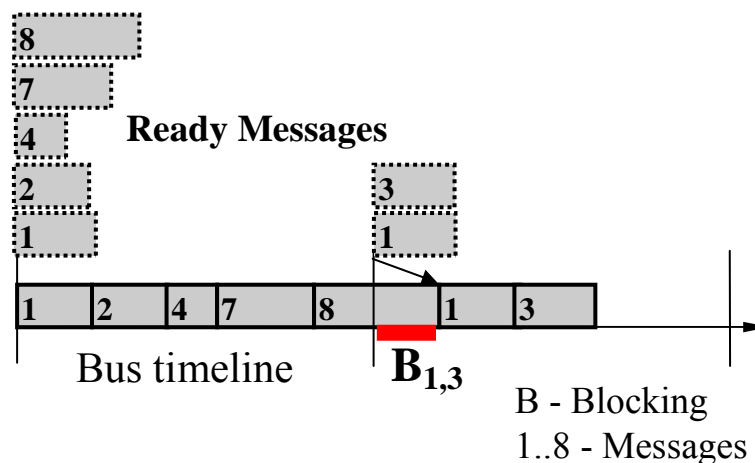 8
7
4
Ready Messages
2
3
1
1
1 2 4 7 8 1 3
Bus timeline
B1,3
B - Blocking
1..8 - Messages